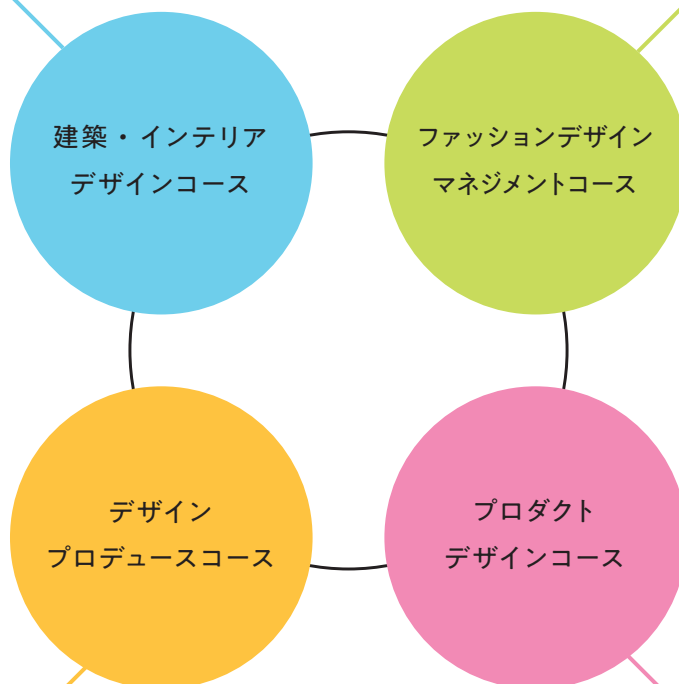 建築・インテリア
デザインコース
ファッションデザイン
マネジメントコース
デザイン
プロデュースコース
プロダクト
デザインコース